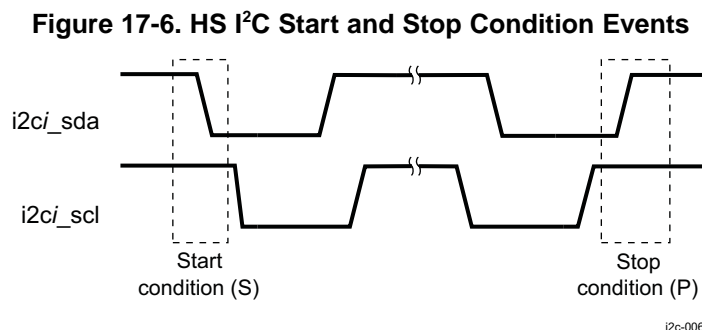 Figure 17-6. HS I²C Start and Stop Condition Events
i2ci_sda
i2ci_scl
Start
condition (S)
Stop
condition (P)
i2c-006